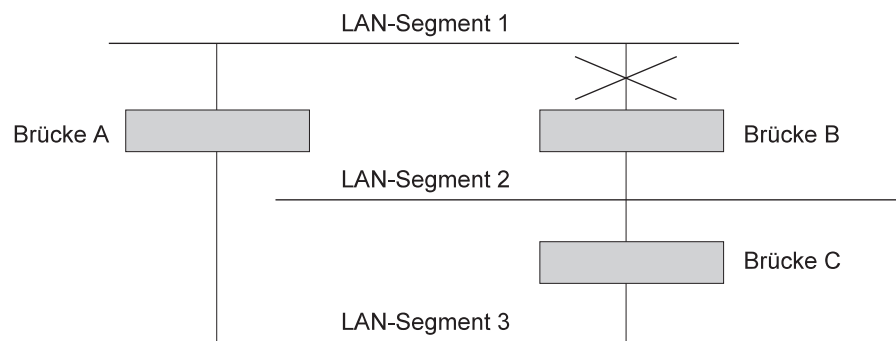 LAN-Segment 1
Brücke A
Brücke B
LAN-Segment 2
Brücke C
LAN-Segment 3